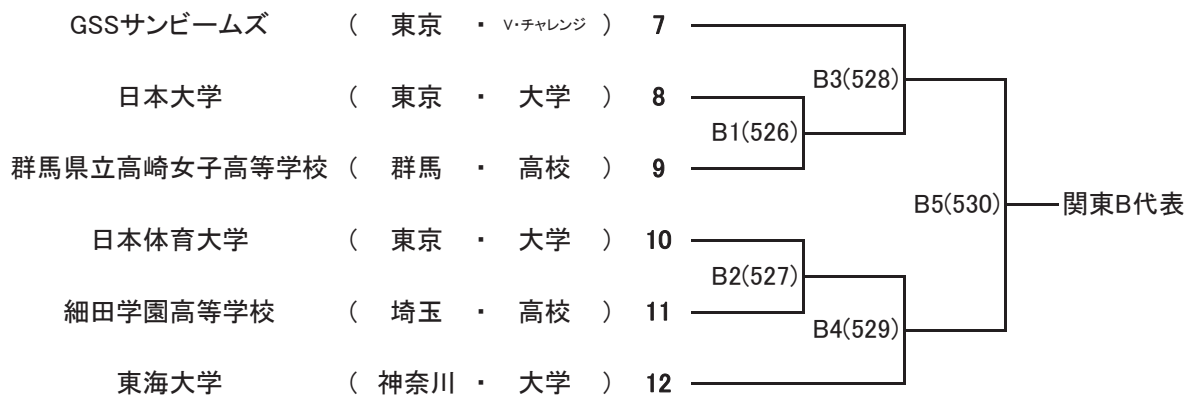 GSSサンビームズ ( 東京 ・ V・チャレンジ ) 7
B3(528)
日本大学 ( 東京 ・ 大学 ) 8
B1(526)
群馬県立高崎女子高等学校 ( 群馬 ・ 高校 ) 9
B5(530) 関東B代表
日本体育大学 ( 東京 ・ 大学 ) 10
B2(527)
細田学園高等学校 ( 埼玉 ・ 高校 ) 11
B4(529)
東海大学 ( 神奈川 ・ 大学 ) 12